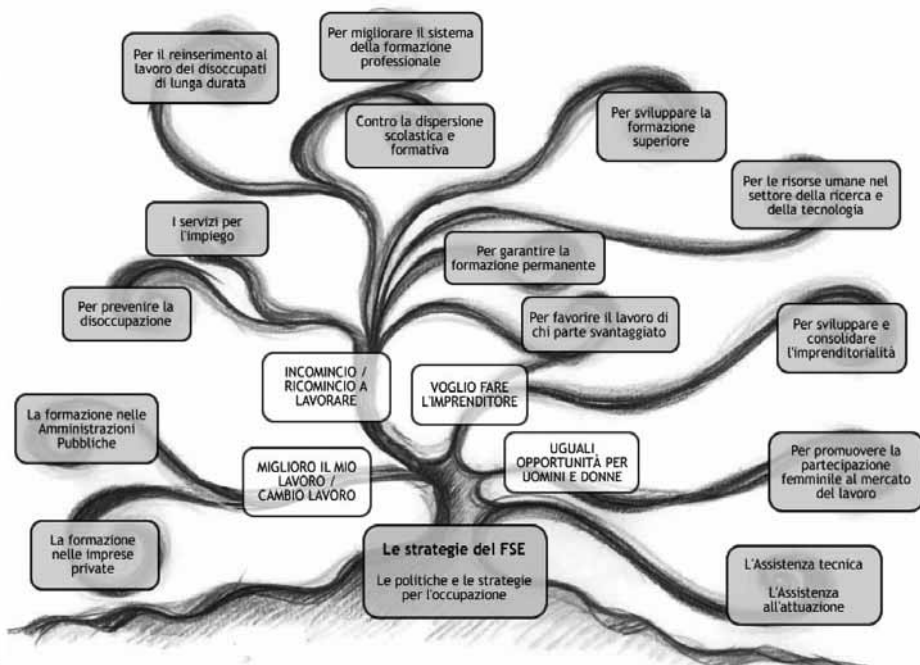 Per migliorare il sistema
della formazione
professionale
Per il reinserimento al
lavoro dei disoccupati
di lunga durata
Contro la dispersione
scolastica e
formativa
Per sviluppare la
formazione
superiore
Per le risorse umane nel
settore della ricerca e
della tecnologia
I servizi per
l'impiego
Per garantire la
formazione permanente
Per prevenire la
disoccupazione
Per favorire il lavoro di
chi parte svantaggiato
Per sviluppare e
consolidare
l'imprenditorialità
INCOMINCIO /
RICOMINCIO A
LAVORARE
VOGLIO FARE
L'IMPRENDITORE
La formazione nelle
Amministrazioni
Pubbliche
MIGLIORO IL MIO
LAVORO /
CAMBIO LAVORO
UGUALI
OPPORTUNITÀ PER
UOMINI E DONNE
Per promuovere la
partecipazione
femminile al mercato
del lavoro
La formazione
nelle imprese
private
Le strategie del FSE
Le politiche e le strategie
per l'occupazione
L'Assistenza tecnica
L'Assistenza
all'attuazione